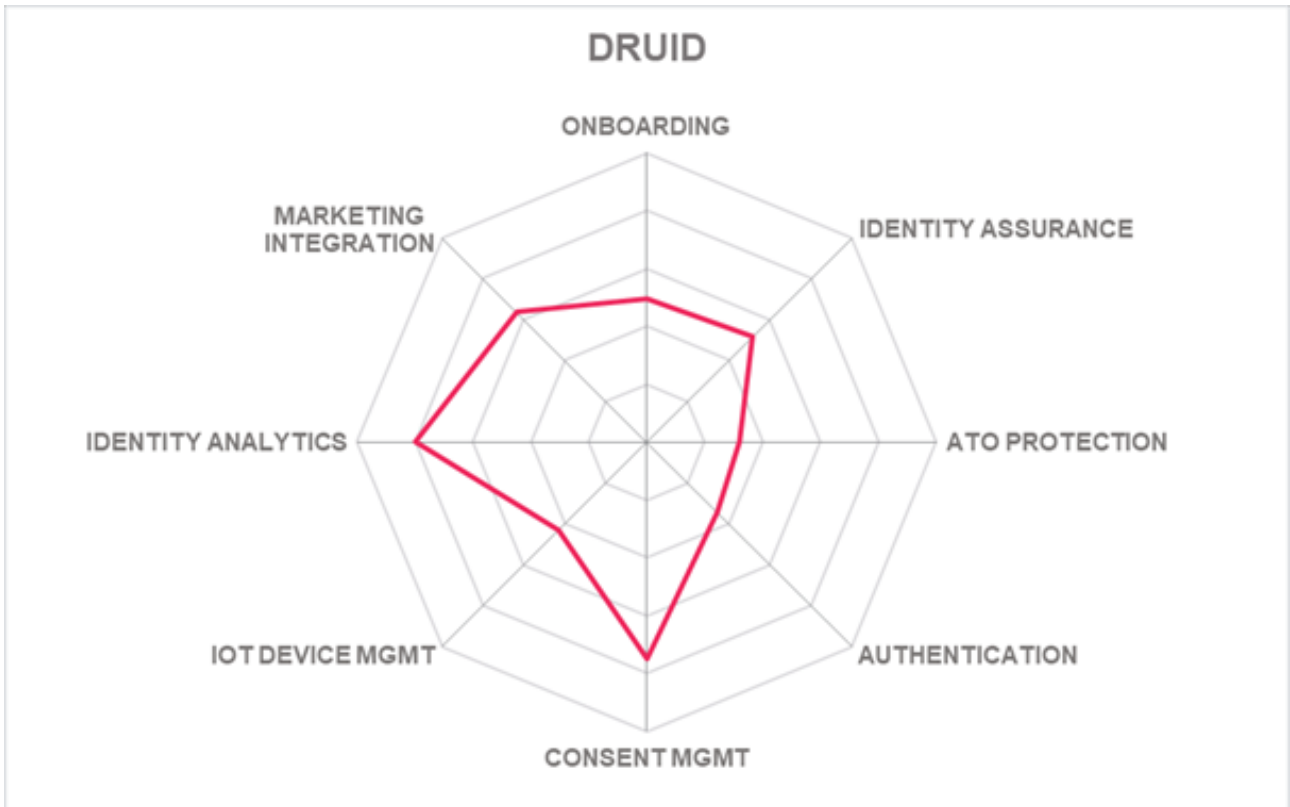 DRUID
ONBOARDING
MARKETING
INTEGRATION
IDENTITY ASSURANCE
IDENTITY ANALYTICS
ATO PROTECTION
IOT DEVICE MGMT
AUTHENTICATION
CONSENT MGMT